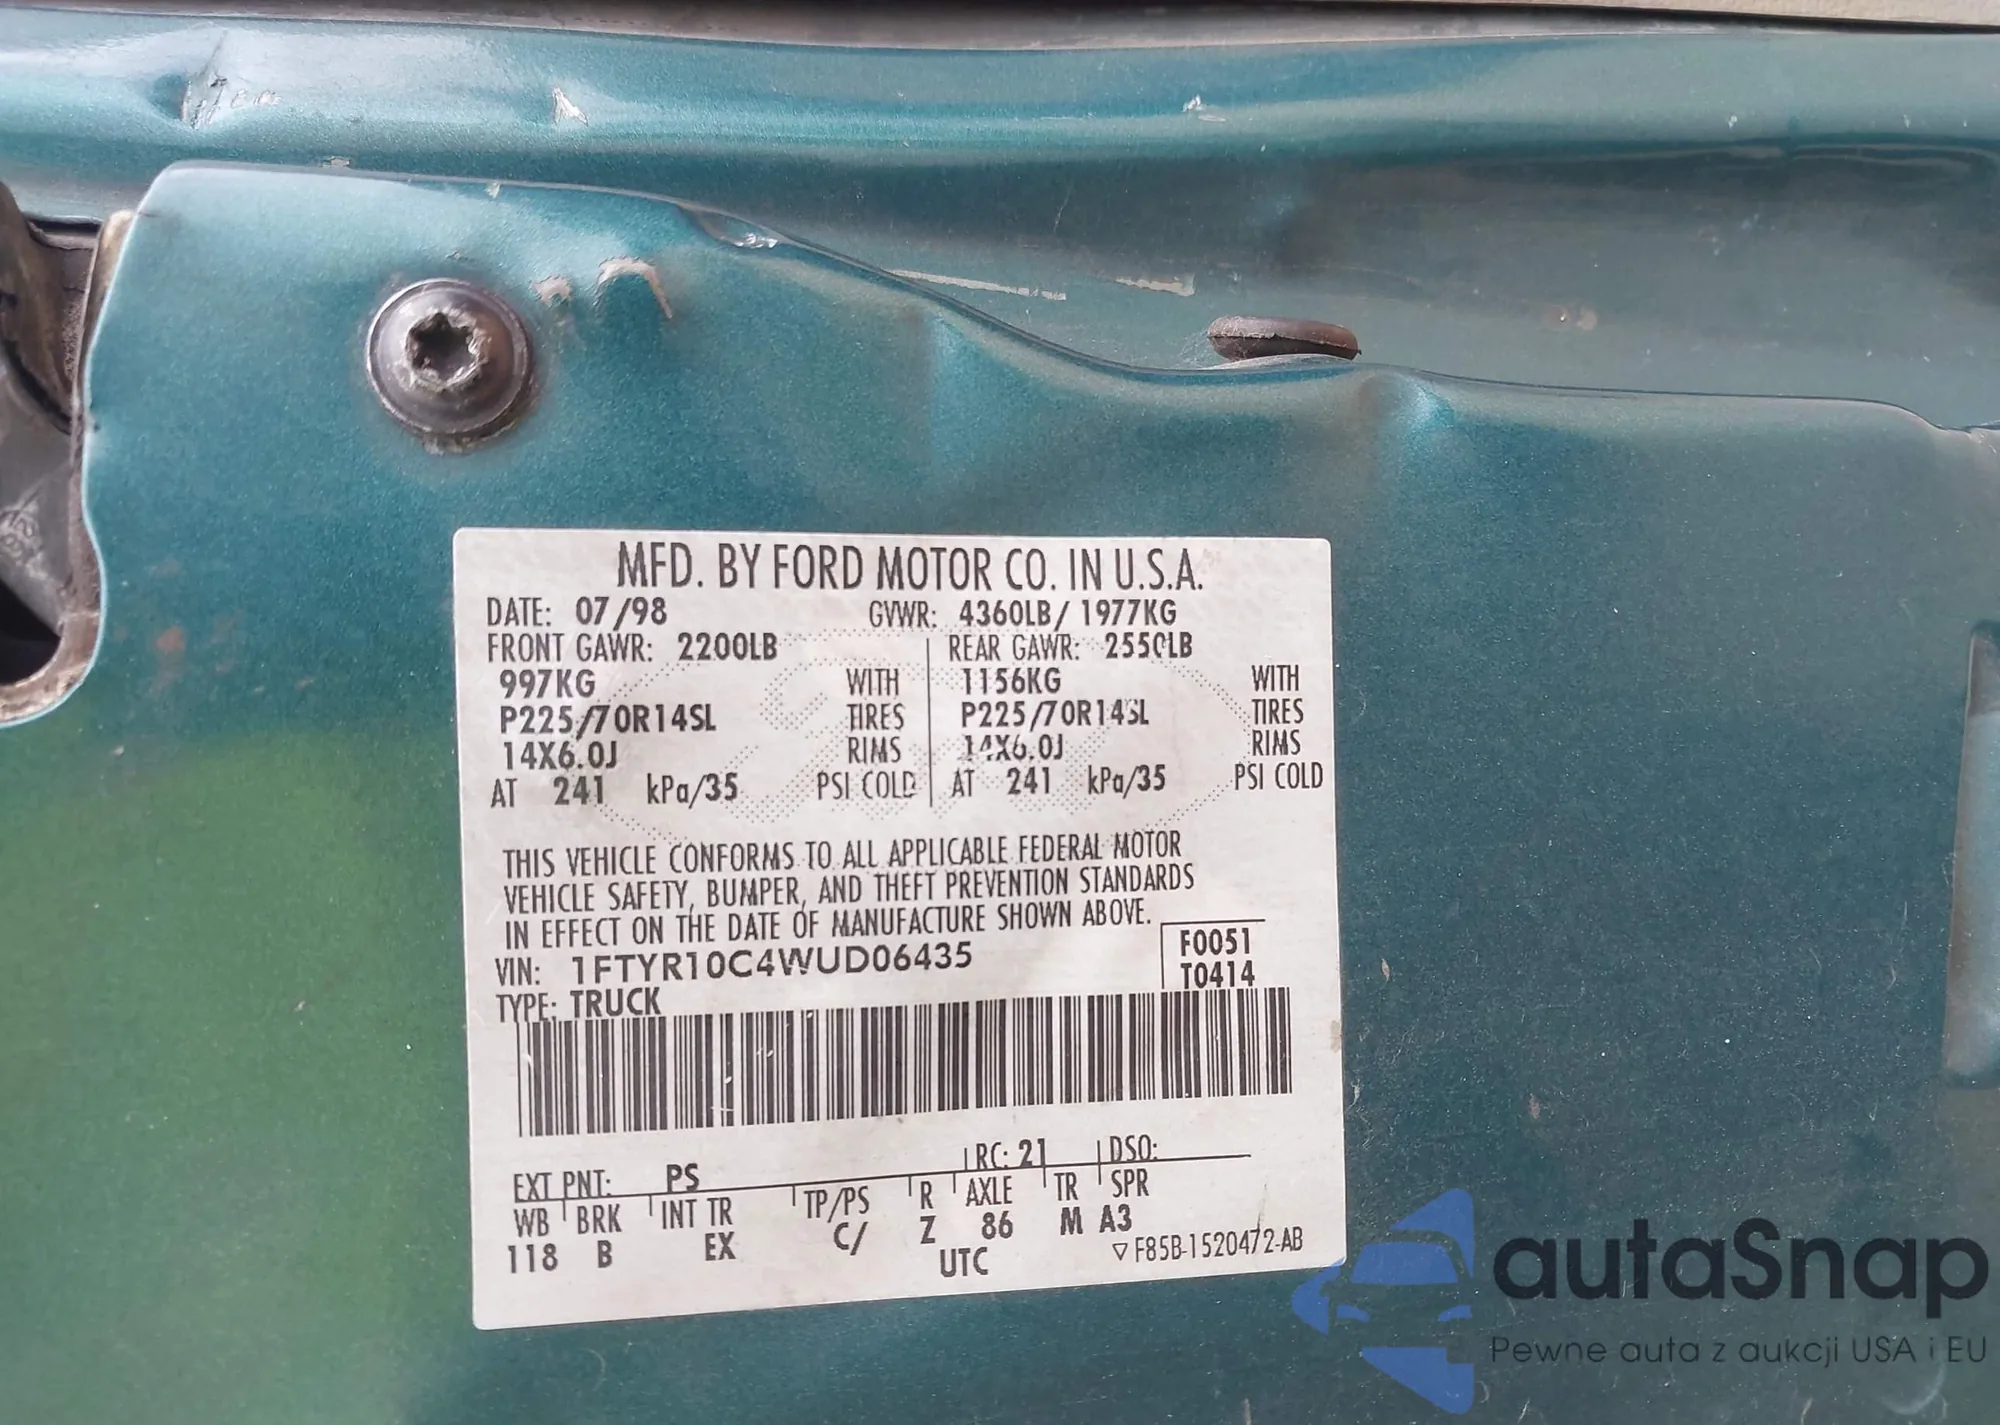 MFD. BY FORD MOTOR CO. IN U.S.A.
DATE: 07/98 GVWR: 4360LB/ 1977KG
FRONT GAWR: 2200LB REAR GAWR: 2550LB
997KG WITH 1156KG WITH
P225/70R14SL TIRES P225/70R14SL TIRES
14X6.0J RIMS 14X6.0J RIMS
AT 241 kPa/35 PSI COLD AT 241 kPa/35 PSI COLD
THIS VEHICLE CONFORMS TO ALL APPLICABLE FEDERAL MOTOR
VEHICLE SAFETY, BUMPER, AND THEFT PREVENTION STANDARDS
IN EFFECT ON THE DATE OF MANUFACTURE SHOWN ABOVE.
F0051
VIN: 1FTYR10C4WUD06435
T0414
TYPE: TRUCK
EXT PNT: PS RC: 21 DSO:
WB BRK INT TR TP/PS R AXLE TR SPR
118 B EX C/ Z 86 M A3
UTC ▽F85B-1520472-AB
autaSnap
Pewne auta z aukcji USA i EU